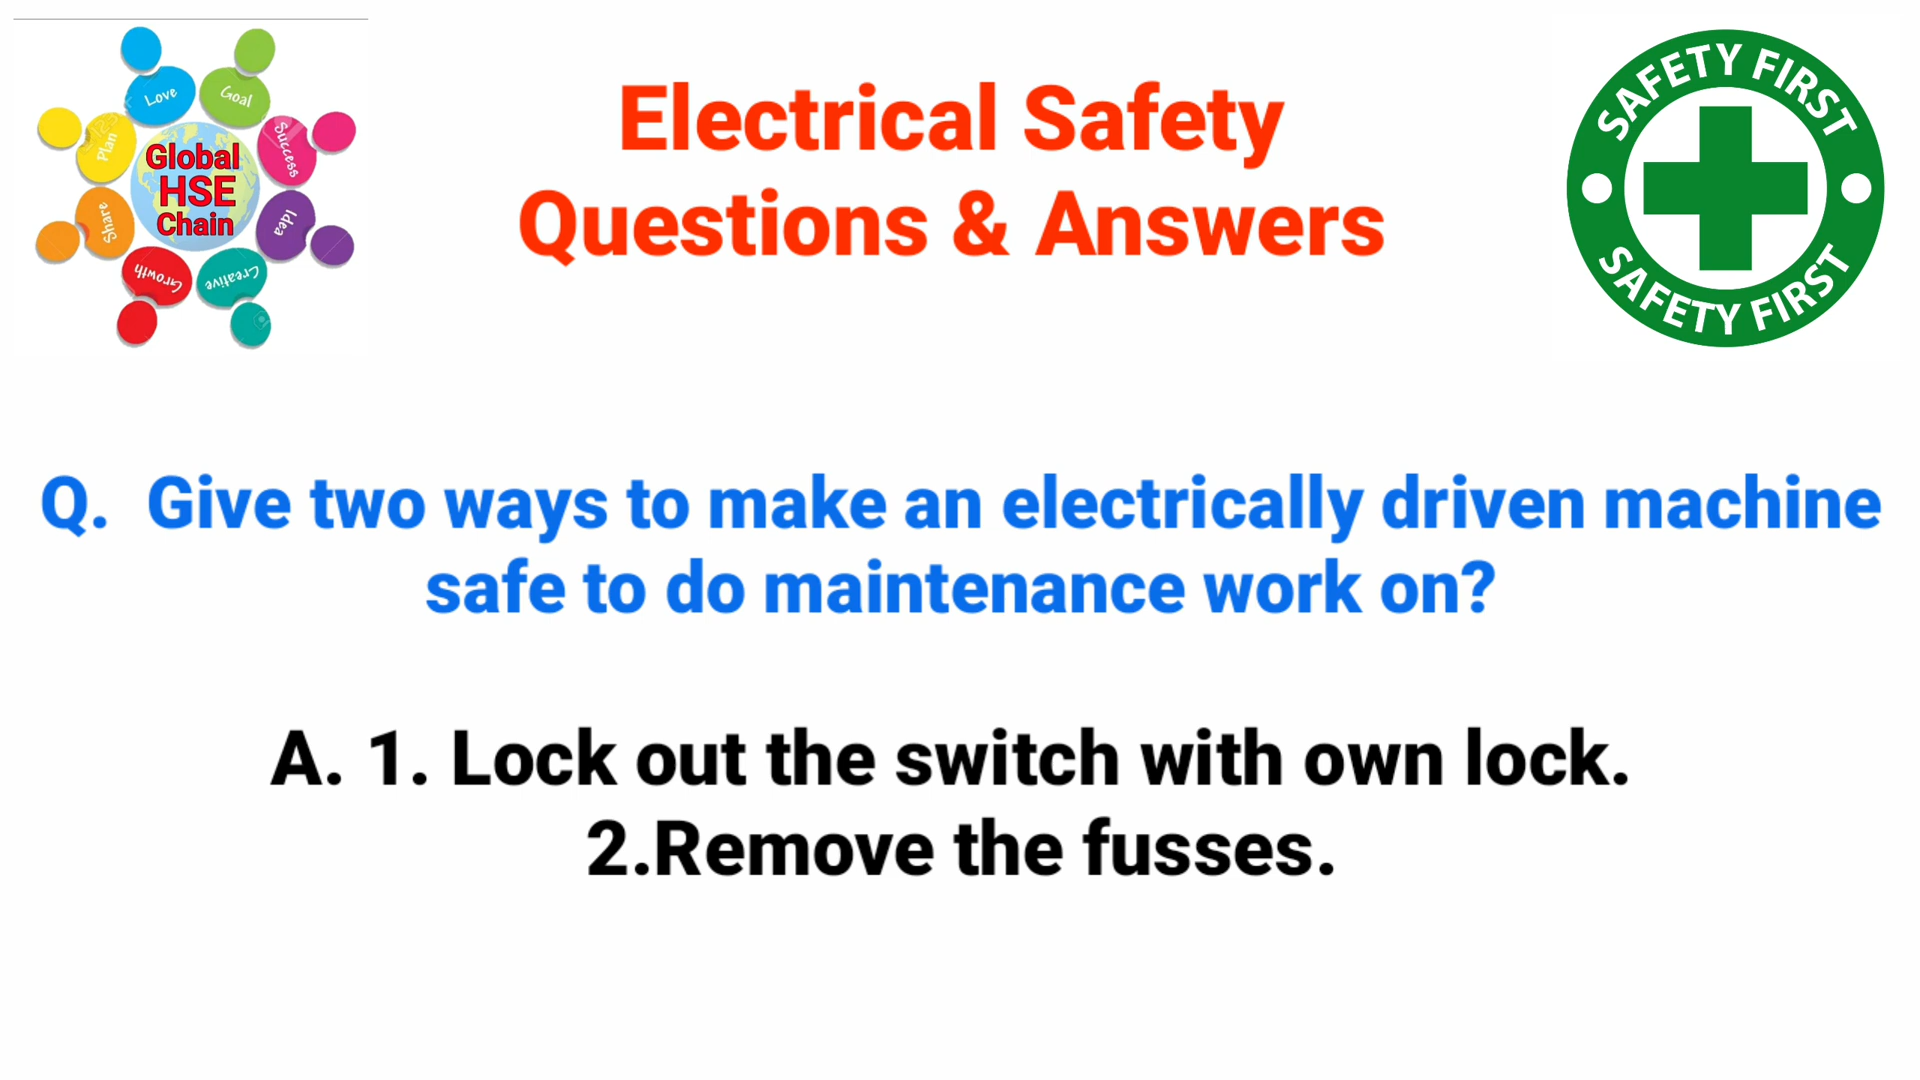 Love
Goal
Plan
Success
Global
HSE
Chain
Share
Idea
Growth
Creative
Electrical Safety
Questions & Answers
SAFETY FIRST
SAFETY FIRST
Q. Give two ways to make an electrically driven machine
safe to do maintenance work on?
A. 1. Lock out the switch with own lock.
2.Remove the fusses.